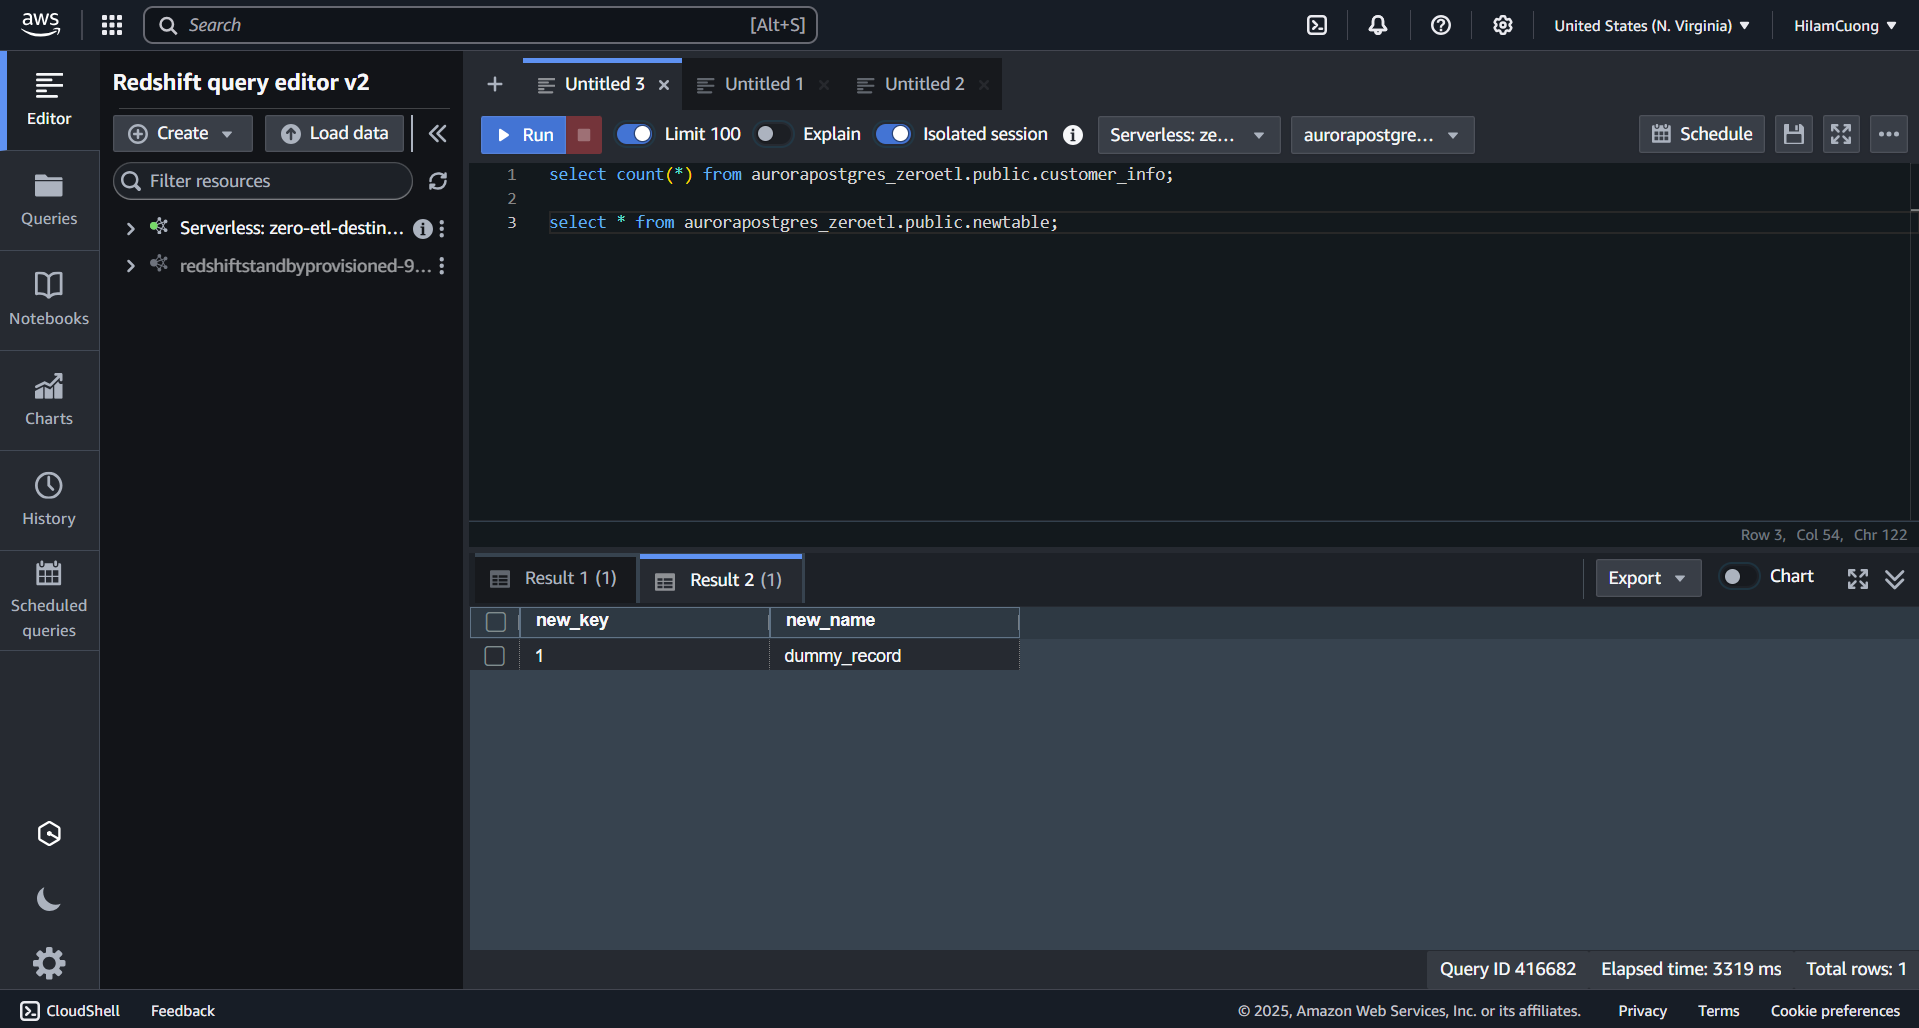 aws
Search
[Alt+S]
United States (N. Virginia)
HilamCuong
Editor
Queries
Notebooks
Charts
History
Scheduled
queries
Redshift query editor v2
Create
Load data
Filter resources
Serverless: zero-etl-destin...
redshiftstandbyprovisioned-9...
Untitled 3
Untitled 1
Untitled 2
Run
Limit 100
Explain
Isolated session
Serverless: ze...
aurorapostgre...
Schedule
1 select count(*) from aurorapostgres_zeroetl.public.customer_info;
2
3 select * from aurorapostgres_zeroetl.public.newtable;
Row 3, Col 54, Chr 122
Result 1 (1)
Result 2 (1)
Export
Chart
new_key new_name
1 dummy_record
Query ID 416682 Elapsed time: 3319 ms Total rows: 1
CloudShell
Feedback
© 2025, Amazon Web Services, Inc. or its affiliates.
Privacy
Terms
Cookie preferences